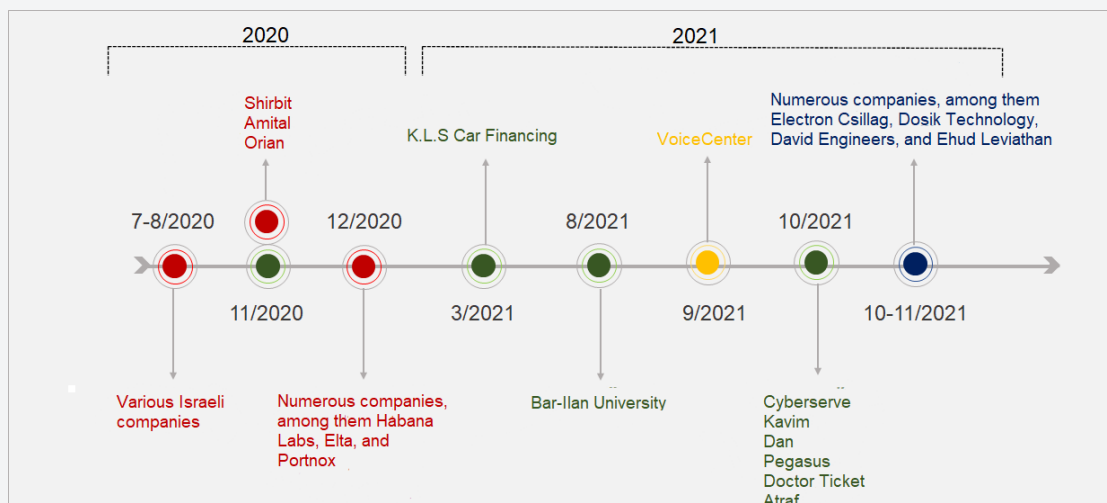 2020
2021
Shirbit
Amital
Orian
K.L.S Car Financing
VoiceCenter
Numerous companies, among them
Electron Csillag, Dosik Technology,
David Engineers, and Ehud Leviathan
7-8/2020
12/2020
8/2021
10/2021
11/2020
3/2021
9/2021
10-11/2021
Various Israeli
companies
Numerous companies,
among them Habana
Labs, Elta, and
Portnox
Bar-Ilan University
Cyberserve
Kavim
Dan
Pegasus
Doctor Ticket
Atraf